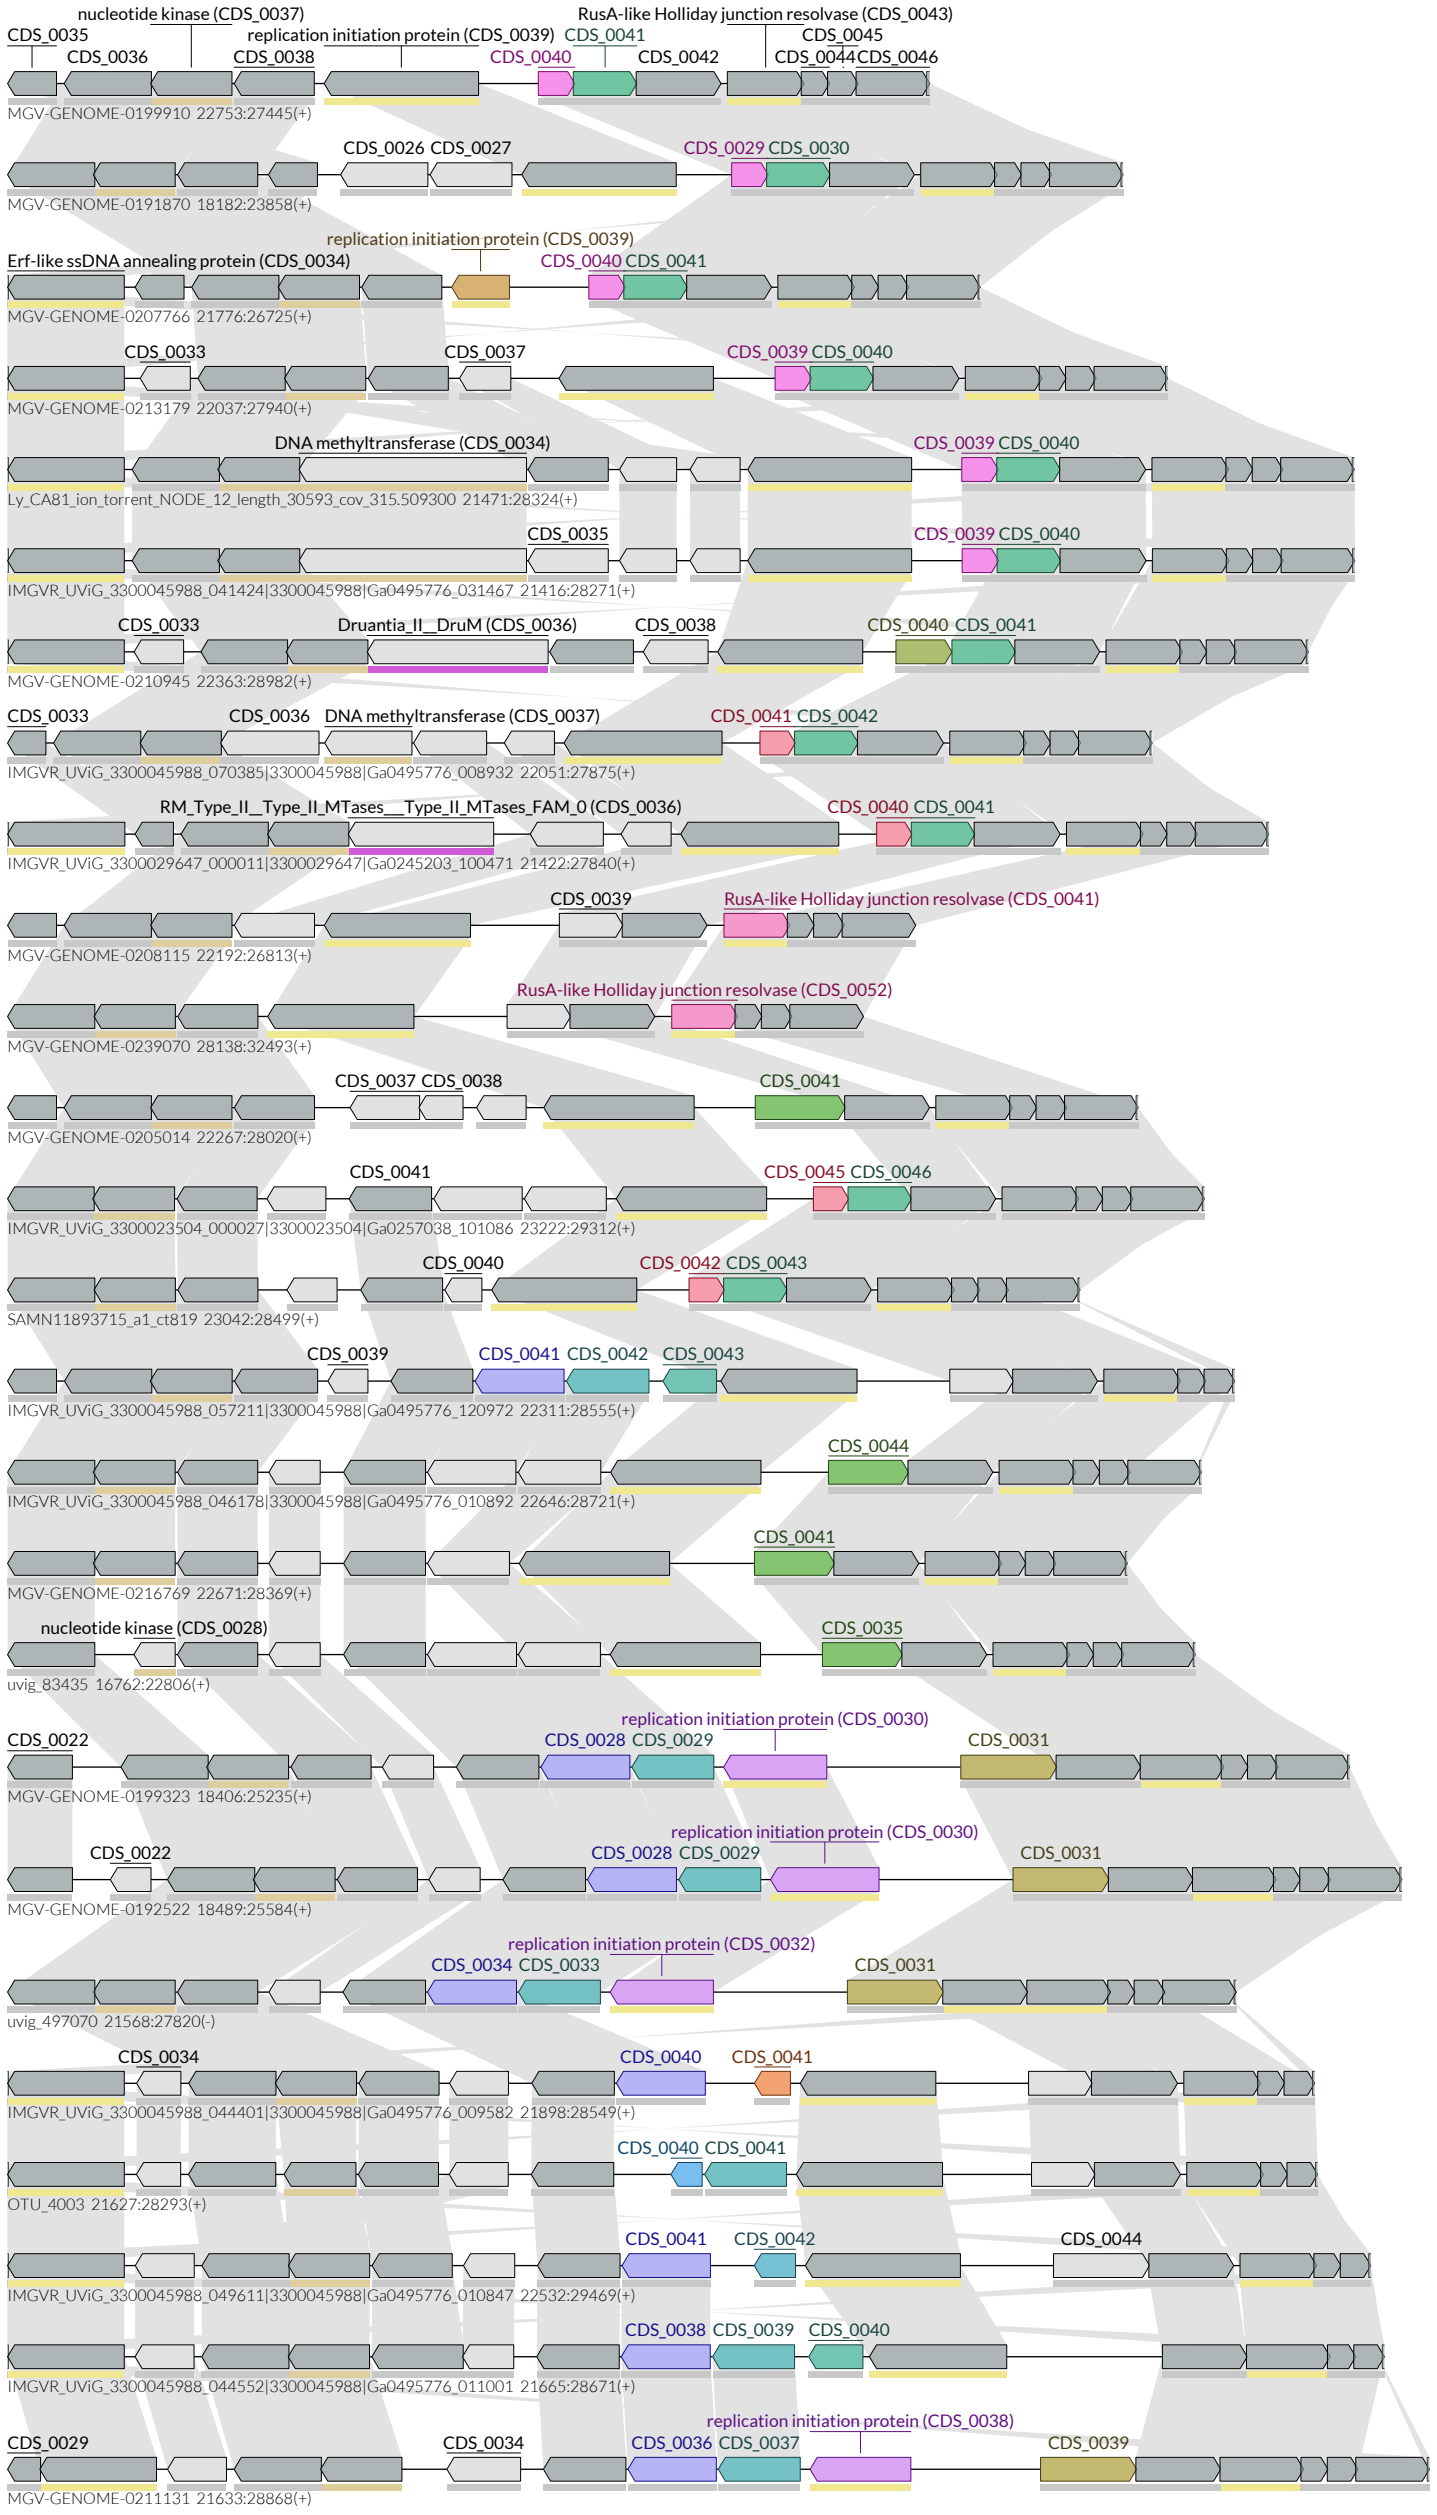 nucleotide kinase (CDS_0037) RusA-like Holliday junction resolvase (CDS_0043)
CDS_0035 replication initiation protein (CDS_0039) CDS_0041 CDS_0045
CDS_0036 CDS_0038 CDS_0040 CDS_0042 CDS_0044 CDS_0046
MGV-GENOME-0199910 22753:27445(+)
CDS_0026 CDS_0027 CDS_0029 CDS_0030
MGV-GENOME-0191870 18182:23858(+)
replication initiation protein (CDS_0039)
Erf-like ssDNA annealing protein (CDS_0034) CDS_0040 CDS_0041
MGV-GENOME-0207766 21776:26725(+)
CDS_0033 CDS_0037 CDS_0039 CDS_0040
MGV-GENOME-0213179 22037:27940(+)
DNA methyltransferase (CDS_0034) CDS_0039 CDS_0040
Ly_CA81_ion_torrent_NODE_12_length_30593_cov_315.509300 21471:28324(+)
CDS_0035 CDS_0039 CDS_0040
IMGVR_UViG_3300045988_041424|3300045988|Ga0495776_031467 21416:28271(+)
CDS_0033 Druantia_II__DruM (CDS_0036) CDS_0038 CDS_0040 CDS_0041
MGV-GENOME-0210945 22363:28982(+)
CDS_0033 CDS_0036 DNA methyltransferase (CDS_0037) CDS_0041 CDS_0042
IMGVR_UViG_3300045988_070385|3300045988|Ga0495776_008932 22051:27875(+)
RM_Type_II__Type_II_MTases___Type_II_MTases_FAM_0 (CDS_0036) CDS_0040 CDS_0041
IMGVR_UViG_3300029647_000011|3300029647|Ga0245203_100471 21422:27840(+)
CDS_0039 RusA-like Holliday junction resolvase (CDS_0041)
MGV-GENOME-0208115 22192:26813(+)
RusA-like Holliday junction resolvase (CDS_0052)
MGV-GENOME-0239070 28138:32493(+)
CDS_0037 CDS_0038 CDS_0041
MGV-GENOME-0205014 22267:28020(+)
CDS_0041 CDS_0045 CDS_0046
IMGVR_UViG_3300023504_000027|3300023504|Ga0257038_101086 23222:29312(+)
CDS_0040 CDS_0042 CDS_0043
SAMN11893715_a1_ct819 23042:28499(+)
CDS_0039 CDS_0041 CDS_0042 CDS_0043
IMGVR_UViG_3300045988_057211|3300045988|Ga0495776_120972 22311:28555(+)
CDS_0044
IMGVR_UViG_3300045988_046178|3300045988|Ga0495776_010892 22646:28721(+)
CDS_0041
MGV-GENOME-0216769 22671:28369(+)
nucleotide kinase (CDS_0028) CDS_0035
uvig_83435 16762:22806(+)
replication initiation protein (CDS_0030)
CDS_0022 CDS_0028 CDS_0029 CDS_0031
MGV-GENOME-0199323 18406:25235(+)
replication initiation protein (CDS_0030)
CDS_0022 CDS_0028 CDS_0029 CDS_0031
MGV-GENOME-0192522 18489:25584(+)
replication initiation protein (CDS_0032)
CDS_0034 CDS_0033 CDS_0031
uvig_497070 21568:27820(-)
CDS_0034 CDS_0040 CDS_0041
IMGVR_UViG_3300045988_044401|3300045988|Ga0495776_009582 21898:28549(+)
CDS_0040 CDS_0041
OTU_4003 21627:28293(+)
CDS_0041 CDS_0042 CDS_0044
IMGVR_UViG_3300045988_049611|3300045988|Ga0495776_010847 22532:29469(+)
CDS_0038 CDS_0039 CDS_0040
IMGVR_UViG_3300045988_044552|3300045988|Ga0495776_011001 21665:28671(+)
replication initiation protein (CDS_0038)
CDS_0029 CDS_0034 CDS_0036 CDS_0037 CDS_0039
MGV-GENOME-0211131 21633:28868(+)